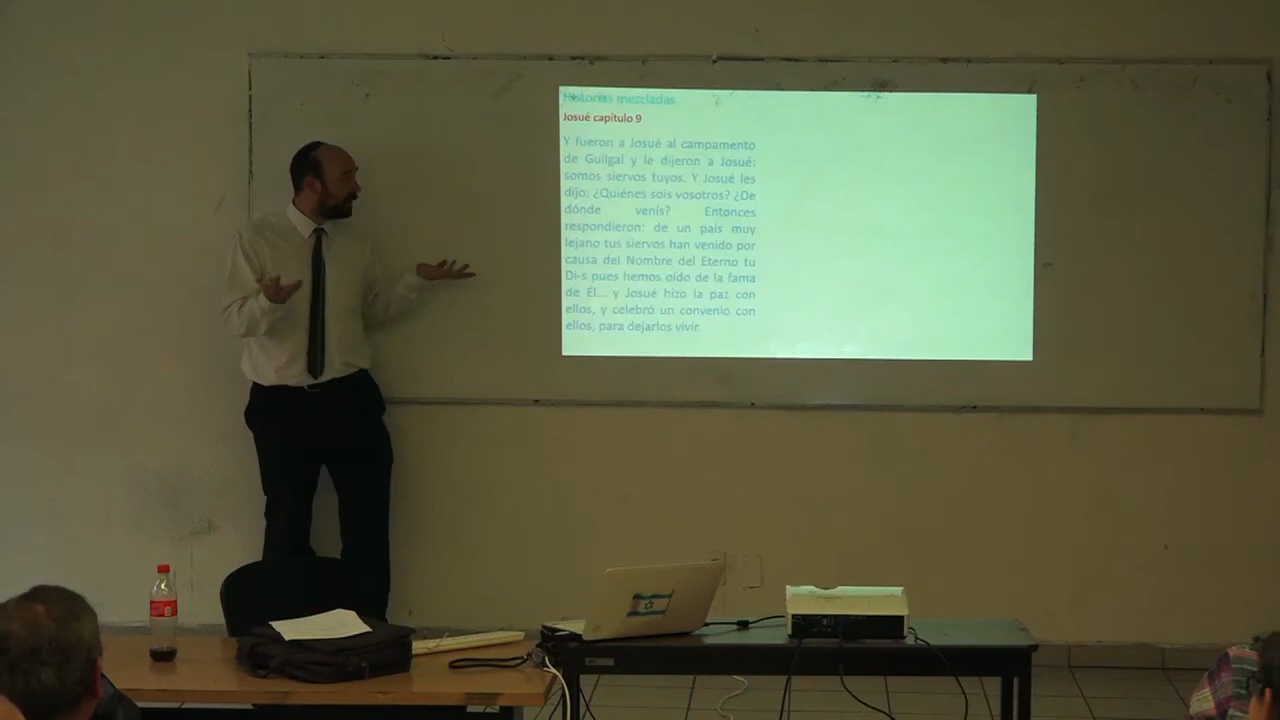 Historias mezcladas
Josué capítulo 9
Y fueron a Josué al campamento
de Guilgal y le dijeron a Josué:
somos siervos tuyos. Y Josué les
dijo: ¿Quiénes sois vosotros? ¿De
dónde venís? Entonces
respondieron: de un país muy
lejano tus siervos han venido por
causa del Nombre del Eterno tu
Di-s pues hemos oído de la fama
de Él... y Josué hizo la paz con
ellos, y celebró un convenio con
ellos, para dejarlos vivir